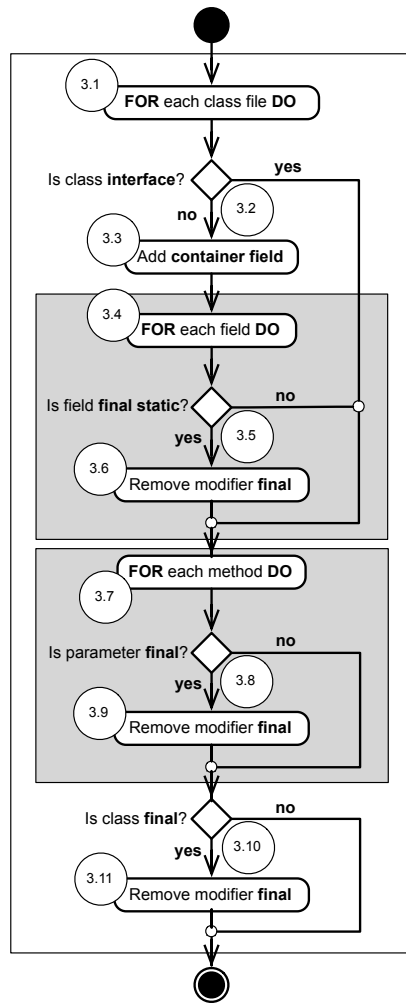 3.1
FOR each class file DO
yes
Is class interface?
3.2
no
3.3
Add container field
3.4
FOR each field DO
no
Is field final static?
3.5
yes
3.6
Remove modifier final
FOR each method DO
3.7
no
Is parameter final?
3.8
yes
3.9
Remove modifier final
no
Is class final?
3.10
yes
3.11
Remove modifier final